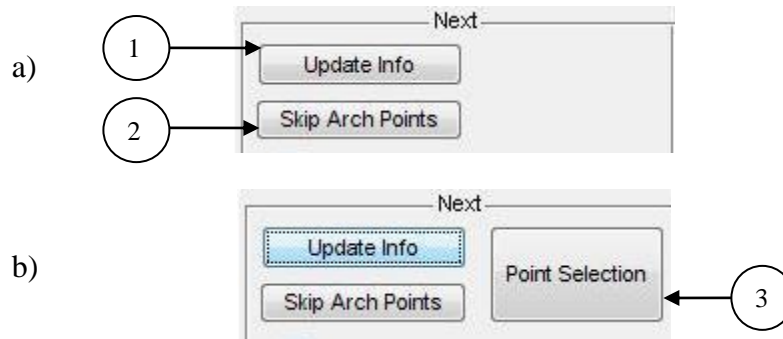 Next
1
Update Info
a)
Skip Arch Points
2
Next
Update Info
b)
Point Selection
Skip Arch Points
3